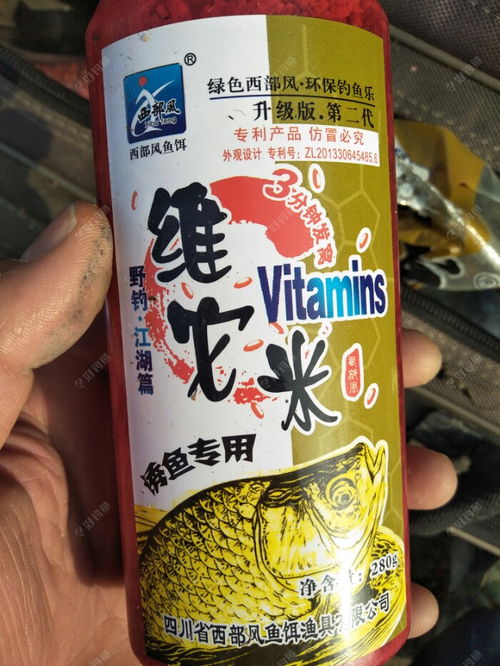 ®
西部风
西部风鱼饵
绿色西部风·环保钓鱼乐
升级版.第二代
专利产品 仿冒必究
外观设计 专利号：ZL201330645485.6
3分钟发窝
维它米
Vitamins
野钓江湖篇
诱鱼专用
净含量：280g
四川省西部风鱼饵渔具有限公司